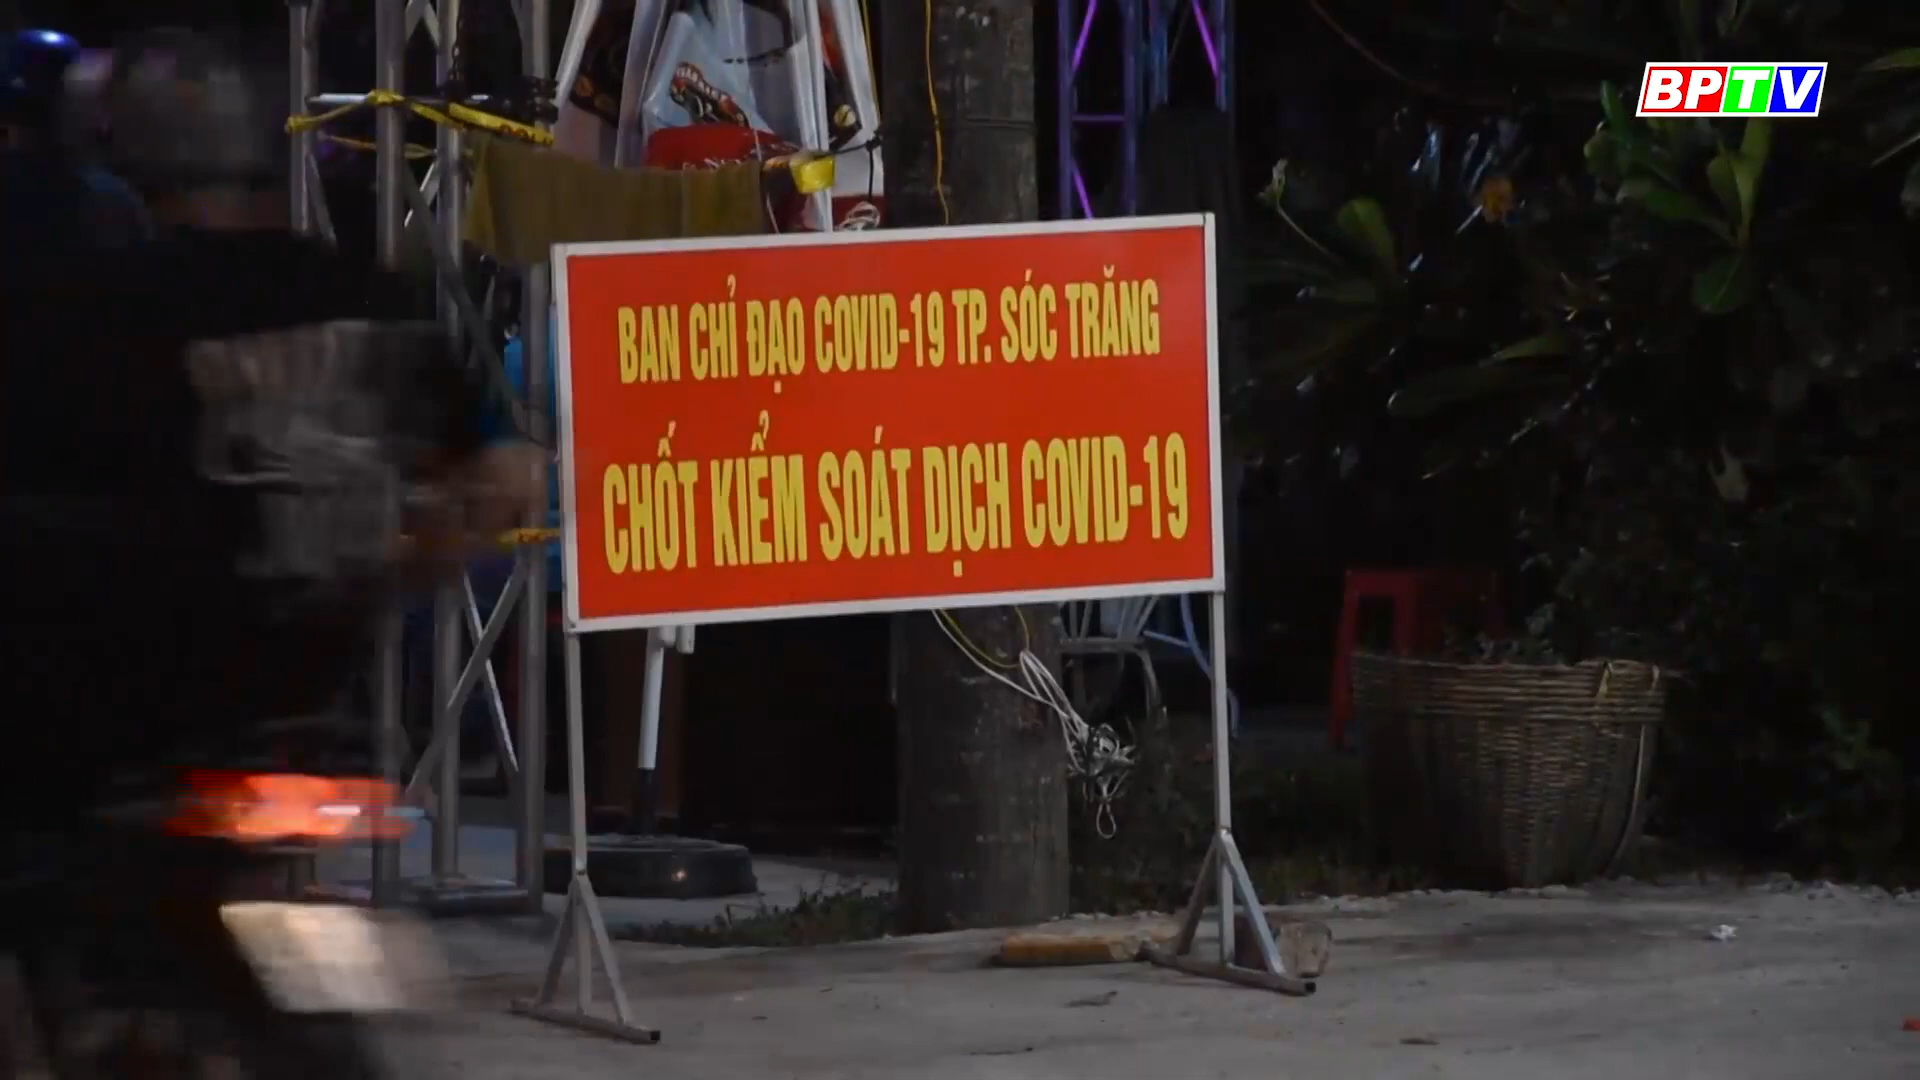 BPTV
BAN CHỈ ĐẠO COVID-19 TP. SÓC TRĂNG
CHỐT KIỂM SOÁT DỊCH COVID-19